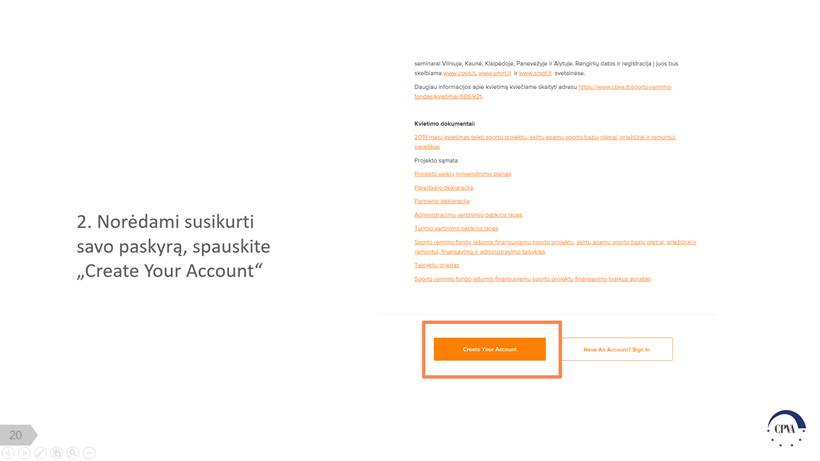 seminarai Vilniuje, Kaune, Klaipėdoje, Panevėžyje ir Alytuje. Renginių datos ir registracija į juos bus
skelbiama www.cpva.lt, www.smm.lt ir www.smpf.lt svetainėse.
Daugiau informacijos apie kvietimą kviečiame skaityti adresu https://www.cpva.lt/sporto-remimo-
fondas/kvietimai/686/k21.
Kvietimo dokumentai
2019 metų kvietimas teikti sporto projektų, skirtų esamų sporto bazių plėtrai, priežiūrai ir remontui,
paraiškas
Projekto sąmata
Projekto veiklų įgyvendinimo planas
Pareiškėjo deklaracija
Partnerio deklaracija
Administracinio vertinimo patikros lapas
Turinio vertinimo patikros lapas
Sporto rėmimo fondo lėšomis finansuojamų sporto projektų, skirtų esamų sporto bazių plėtrai, priežiūrai ir
remontui, finansavimo ir administravimo taisyklės
Taisyklių priedas
Sporto rėmimo fondo lėšomis finansuojamų sporto projektų finansavimo tvarkos aprašas
2. Norėdami susikurti
savo paskyrą, spauskite
„Create Your Account“
Create Your Account
Have An Account? Sign In
20
CPVA